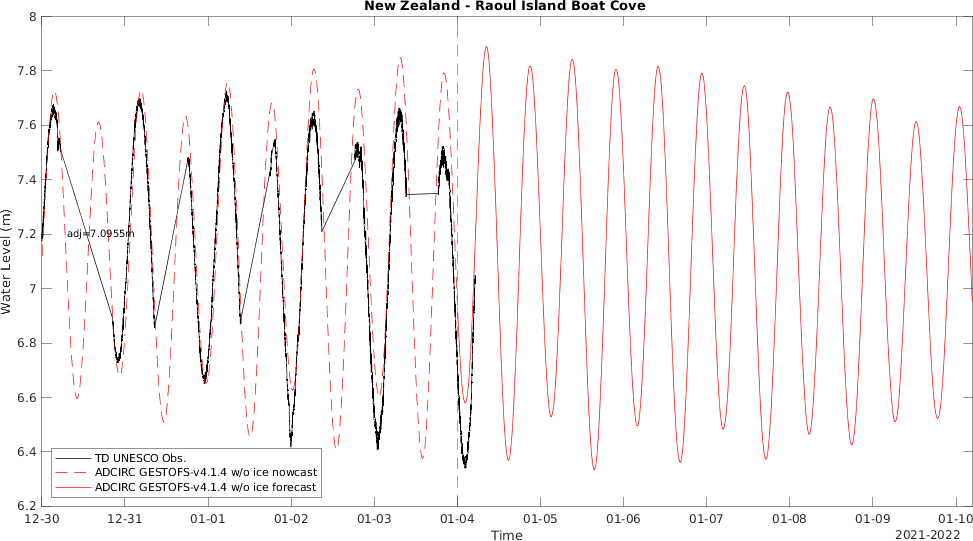 New Zealand - Raoul Island Boat Cove
8
7.8
7.6
7.4
7.2
7
6.8
6.6
6.4
6.2
Water Level (m)
adj=7.0955m
TD UNESCO Obs.
ADCIRC GESTOFS-v4.1.4 w/o ice nowcast
ADCIRC GESTOFS-v4.1.4 w/o ice forecast
12-30 12-31 01-01 01-02 01-03 01-04 01-05 01-06 01-07 01-08 01-09 01-10
Time
2021-2022